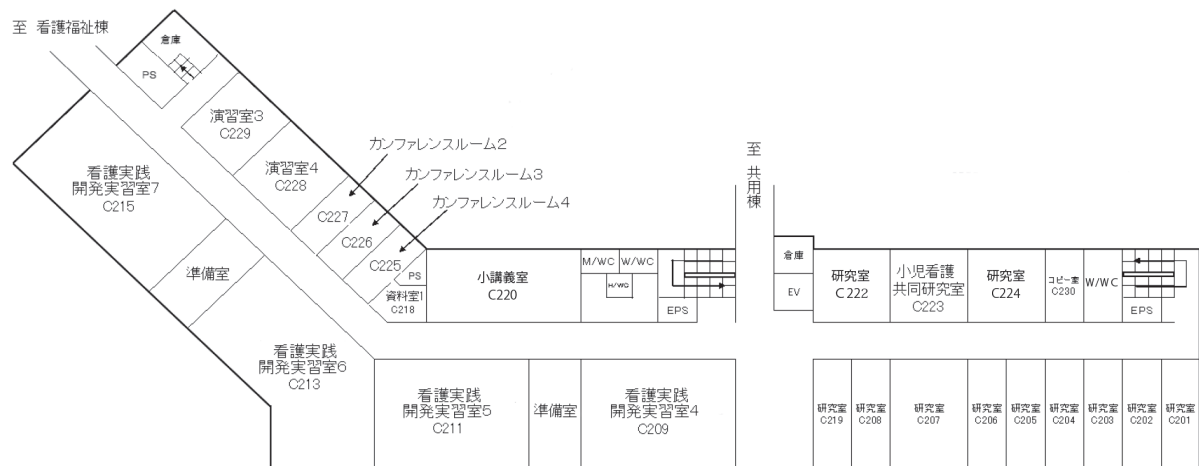 至 看護福祉棟
倉庫
PS
演習室3
C229
演習室4
C228
カンファレンスルーム2
カンファレンスルーム3
カンファレンスルーム4
C227
C226
C225
PS
資料室1
C218
看護実践
開発実習室7
C215
準備室
看護実践
開発実習室6
C213
小講義室
C220
M/WC
W/WC
H/WC
EPS
至 共用棟
倉庫
EV
研究室
C222
小児看護
共同研究室
C223
研究室
C224
コピー室
C230
W/WC
EPS
看護実践
開発実習室5
C211
準備室
看護実践
開発実習室4
C209
研究室
C219
研究室
C208
研究室
C207
研究室
C206
研究室
C205
研究室
C204
研究室
C203
研究室
C202
研究室
C201